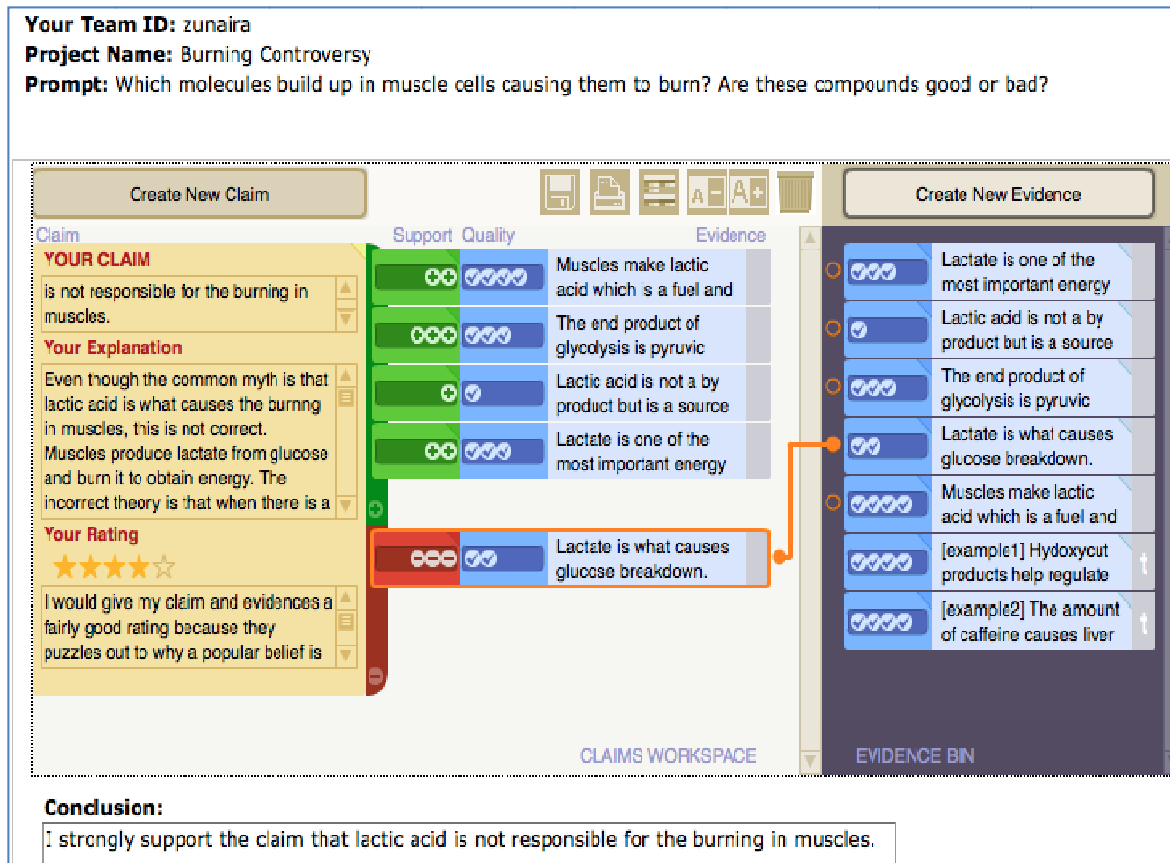 Your Team ID: zunaira
Project Name: Burning Controversy
Prompt: Which molecules build up in muscle cells causing them to burn? Are these compounds good or bad?
Create New Claim
A-
A+
Create New Evidence
Claim
Support
Quality
Evidence
YOUR CLAIM
is not responsible for the burning in
muscles.
Your Explanation
Even though the common myth is that
lactic acid is what causes the burnng
in muscles, this is not correct.
Muscles produce lactate from glucose
and burn it to obtain energy. The
incorrect theory is that when there is a
Your Rating
I would give my claim and evidences a
fairly good rating because they
puzzles out to why a popular belief is
Muscles make lactic
acid which is a fuel and
The end product of
glycolysis is pyruvic
Lactic acid is not a by
product but is a source
Lactate is one of the
most important energy
Lactate is what causes
glucose breakdown.
CLAIMS WORKSPACE
Lactate is one of the
most important energy
Lactic acid is not a by
product but is a source
The end product of
glycolysis is pyruvic
Lactate is what causes
glucose breakdown.
Muscles make lactic
acid which is a fuel and
[example1] Hydoxycut
products help regulate
t
[example2] The amount
of caffeine causes liver
t
EVIDENCE BIN
Conclusion:
I strongly support the claim that lactic acid is not responsible for the burning in muscles.